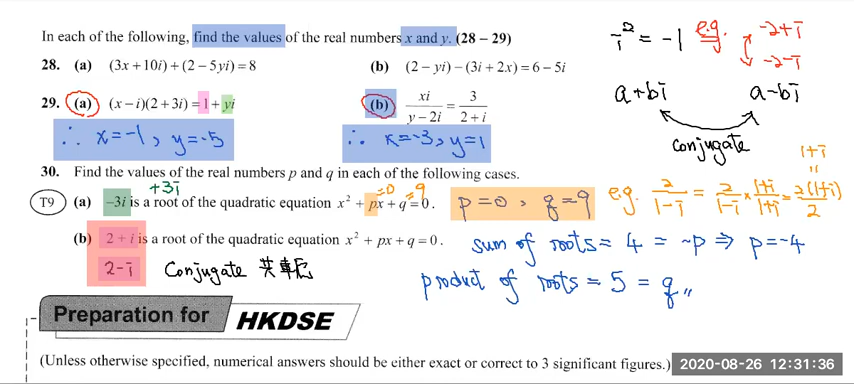 In each of the following, find the values of the real numbers x and y. (28 – 29)
28. (a) (3x + 10i) + (2 – 5yi) = 8 (b) (2 – yi) – (3i + 2x) = 6 – 5i
29. (a) (x – i)(2 + 3i) = 1 + yi (b) xi/(y – 2i) = 3/(2 + i)
∴ x=-1, y=-5 ∴ x=-3, y=1
30. Find the values of the real numbers p and q in each of the following cases.
+3i =0 9
T9 (a) –3i is a root of the quadratic equation x² + px + q = 0. p=0, q=9
(b) 2 + i is a root of the quadratic equation x² + px + q = 0.
2-i Conjugate 共軛
i² = -1 e.g. -2+i
-2-i
a+bi a-bi
Conjugate
1+i
=
e.g. 2/(1-i) = 2/(1-i) × (1+i)/(1+i) = 2(1+i)/2
sum of roots = 4 = -p ⇒ p=-4
product of roots = 5 = q
Preparation for HKDSE
(Unless otherwise specified, numerical answers should be either exact or correct to 3 significant figures.)
2020-08-26 12:31:36